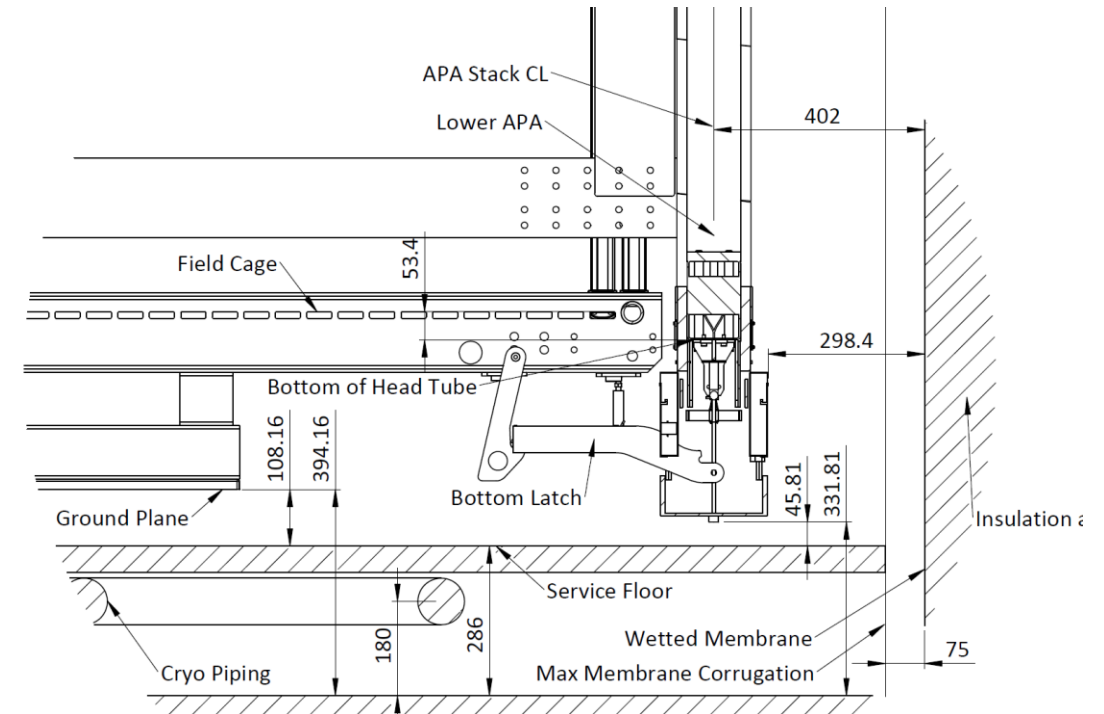 APA Stack CL
402
Lower APA
53.4
Field Cage
298.4
Bottom of Head Tube
108.16
394.16
45.81
331.81
Bottom Latch
Ground Plane
Insulation a
Service Floor
180
286
Wetted Membrane
75
Cryo Piping
Max Membrane Corrugation